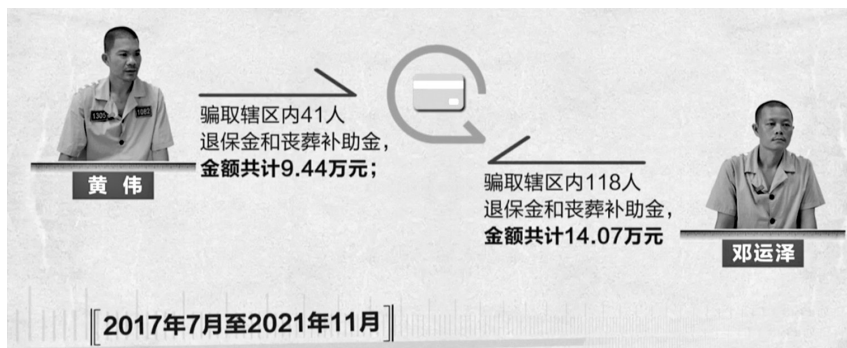 骗取辖区内41人
退保金和丧葬补助金，
金额共计9.44万元；
黄 伟
骗取辖区内118人
退保金和丧葬补助金，
金额共计14.07万元
邓运泽
2017年7月至2021年11月